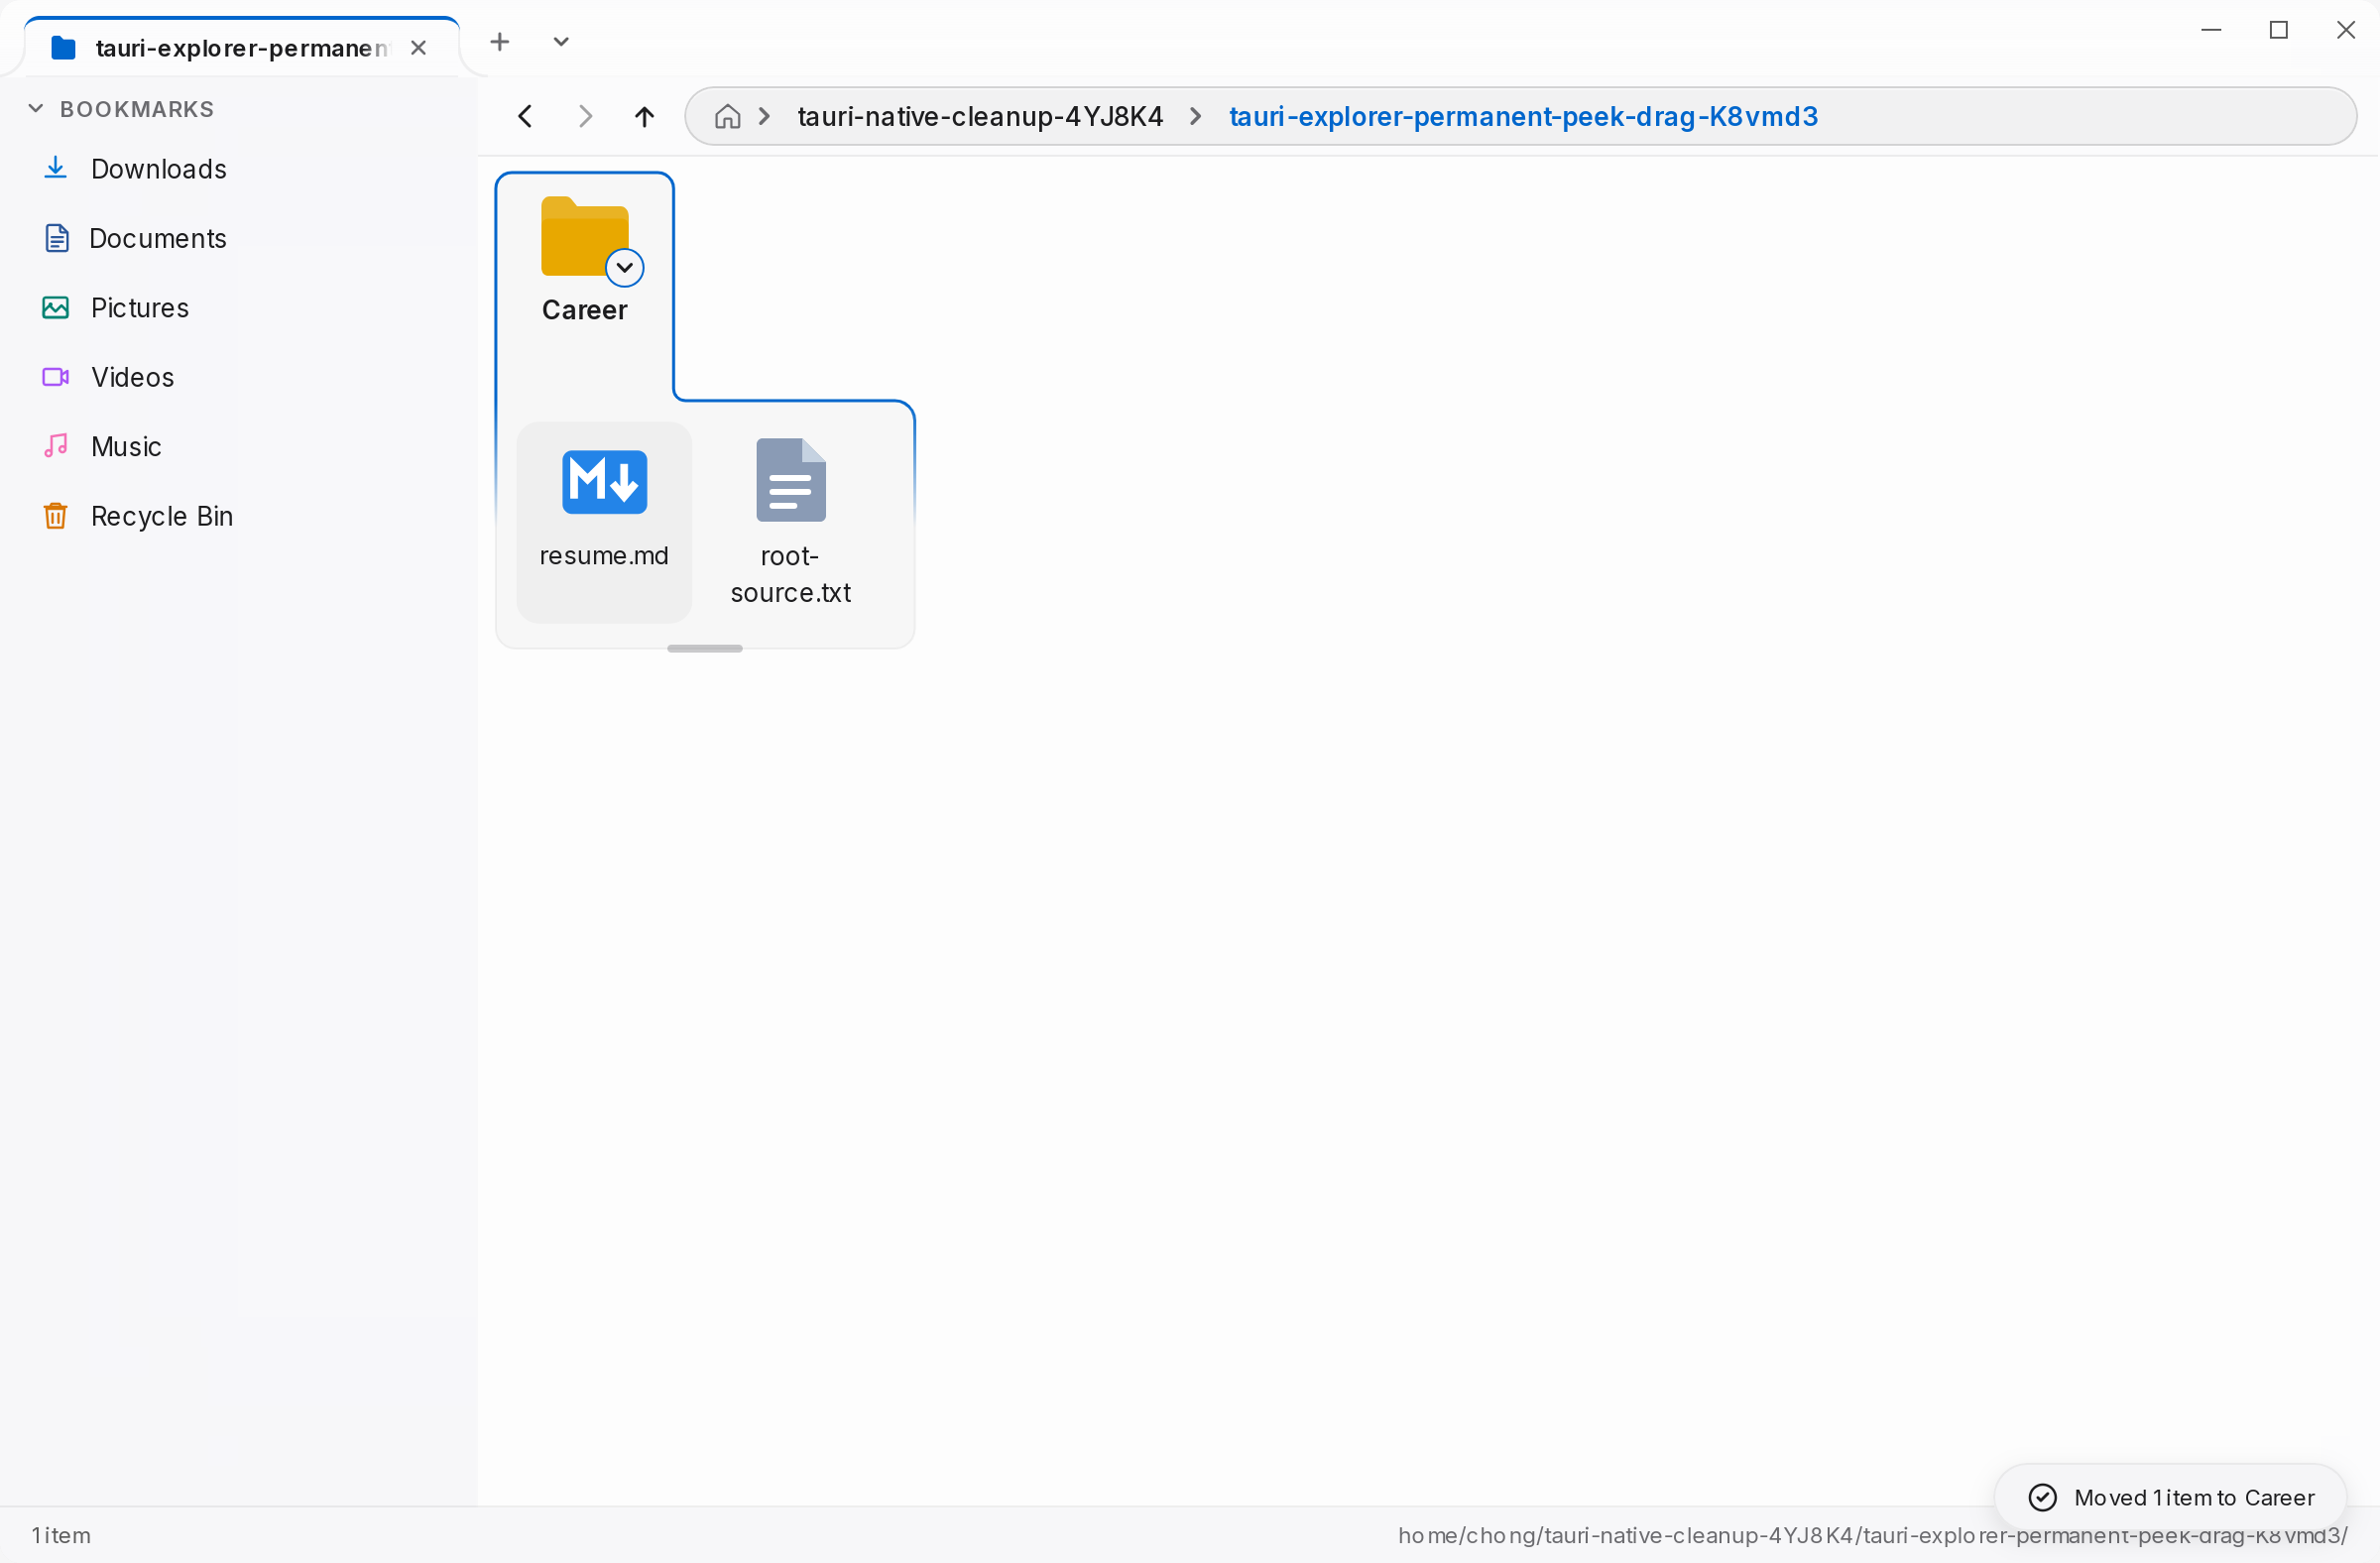 tauri-explorer-permanen
BOOKMARKS
Downloads
Documents
Pictures
Videos
Music
Recycle Bin
tauri-native-cleanup-4YJ8K4
tauri-explorer-permanent-peek-drag-K8vmd3
Career
M
resume.md
root-
source.txt
Moved 1 item to Career
1 item
home/chong/tauri-native-cleanup-4YJ8K4/tauri-explorer-permanent-peek-drag-K8vmd3/